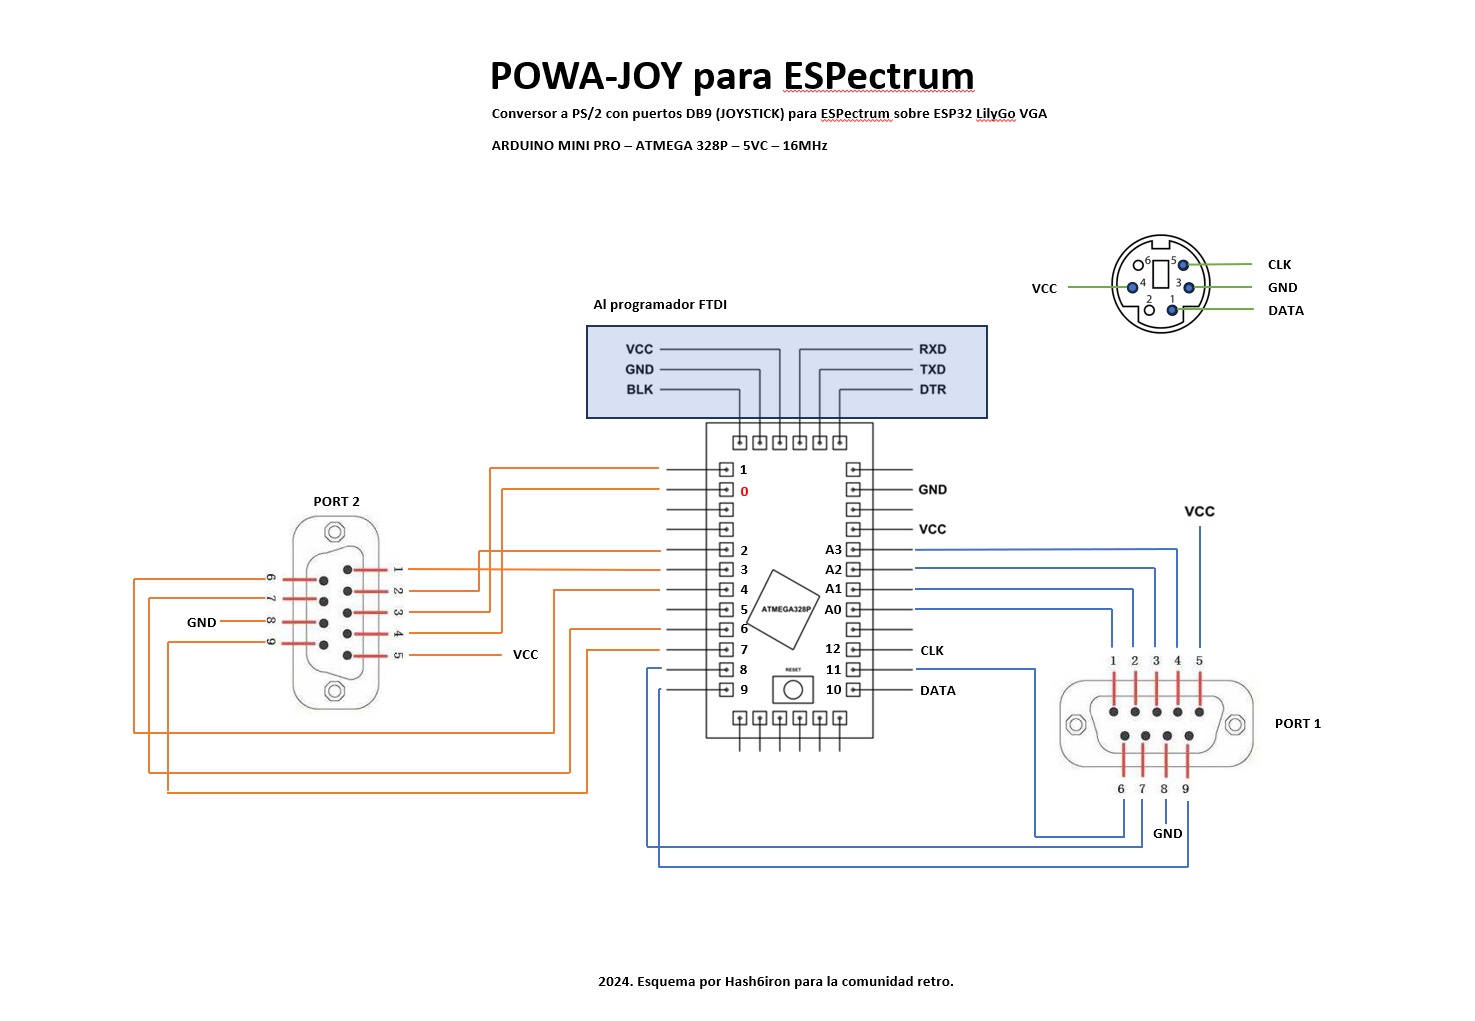 POWA-JOY para ESPectrum
Conversor a PS/2 con puertos DB9 (JOYSTICK) para ESPectrum sobre ESP32 LilyGo VGA
ARDUINO MINI PRO – ATMEGA 328P – 5VC – 16MHz
6 5 CLK
VCC 4 3 GND
2 1 DATA
Al programador FTDI
VCC RXD
GND TXD
BLK DTR
1
0 GND
PORT 2
VCC
VCC
2 A3
3 A2
4 A1
5 ATMEGA328P A0
6
7 12 CLK
8 RESET 11
9 10 DATA
6 1
7 2
8 3
9 4
5
GND
VCC
1 2 3 4 5
PORT 1
6 7 8 9
GND
2024. Esquema por Hash6iron para la comunidad retro.